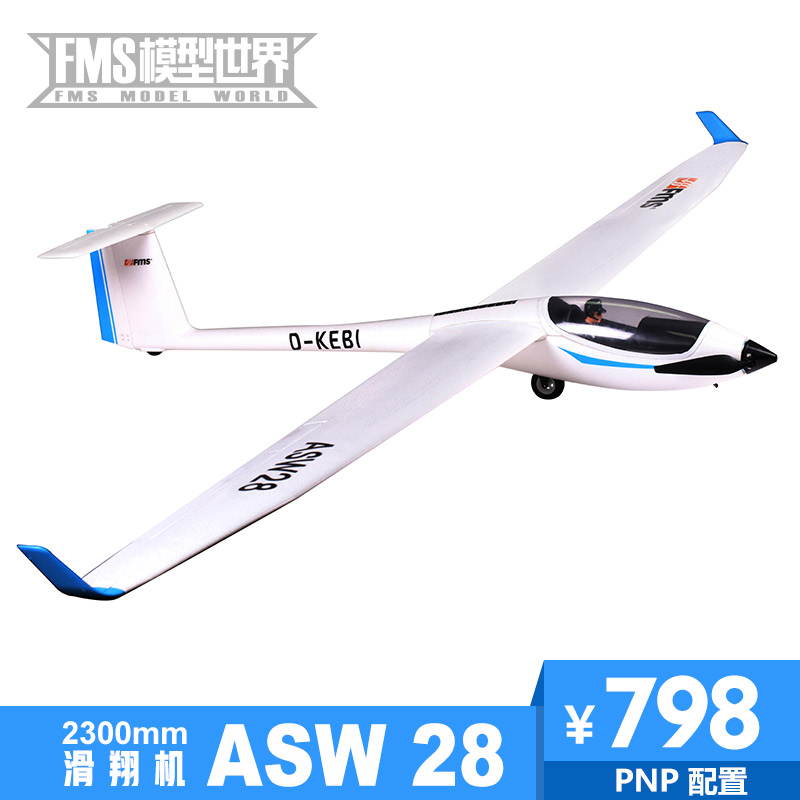 FMS模型世界
FMS MODEL WORLD
FMS
FMS
D-KEBI
ASW28
2300mm
滑翔机
ASW 28
¥798
PNP 配置